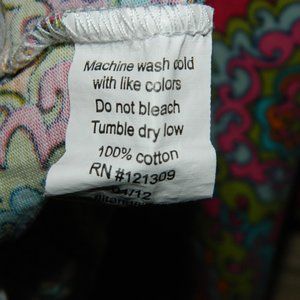 Machine wash cold
with like colors
Do not bleach
Tumble dry low
100% cotton
RN #121309